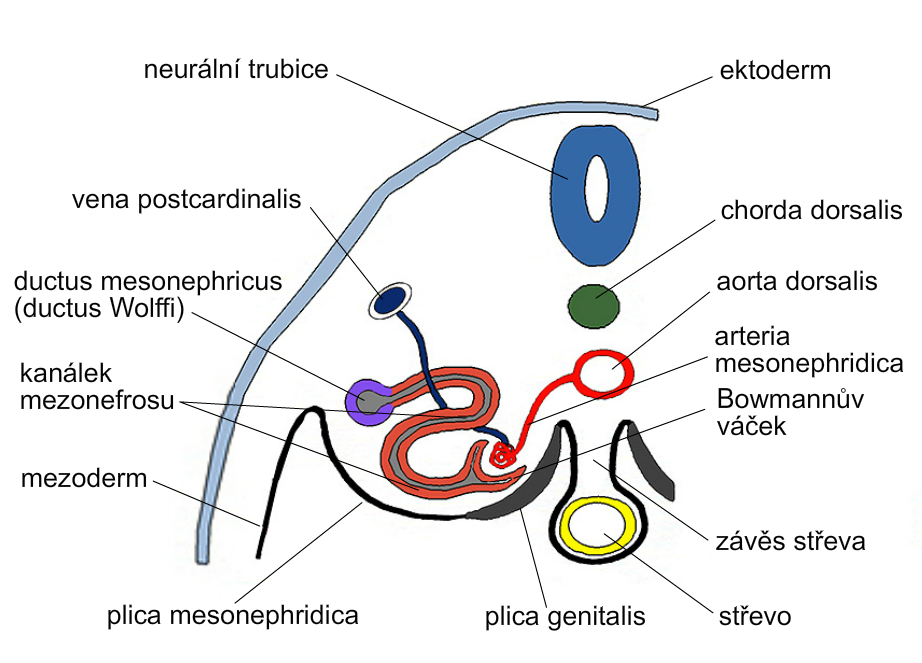 neurální trubice
ektoderm
vena postcardinalis
chorda dorsalis
ductus mesonephricus
(ductus Wolffi)
aorta dorsalis
arteria
mesonephridica
kanálek
mezonefrosu
Bowmannův
váček
mezoderm
závěs střeva
plica mesonephridica
plica genitalis
střevo